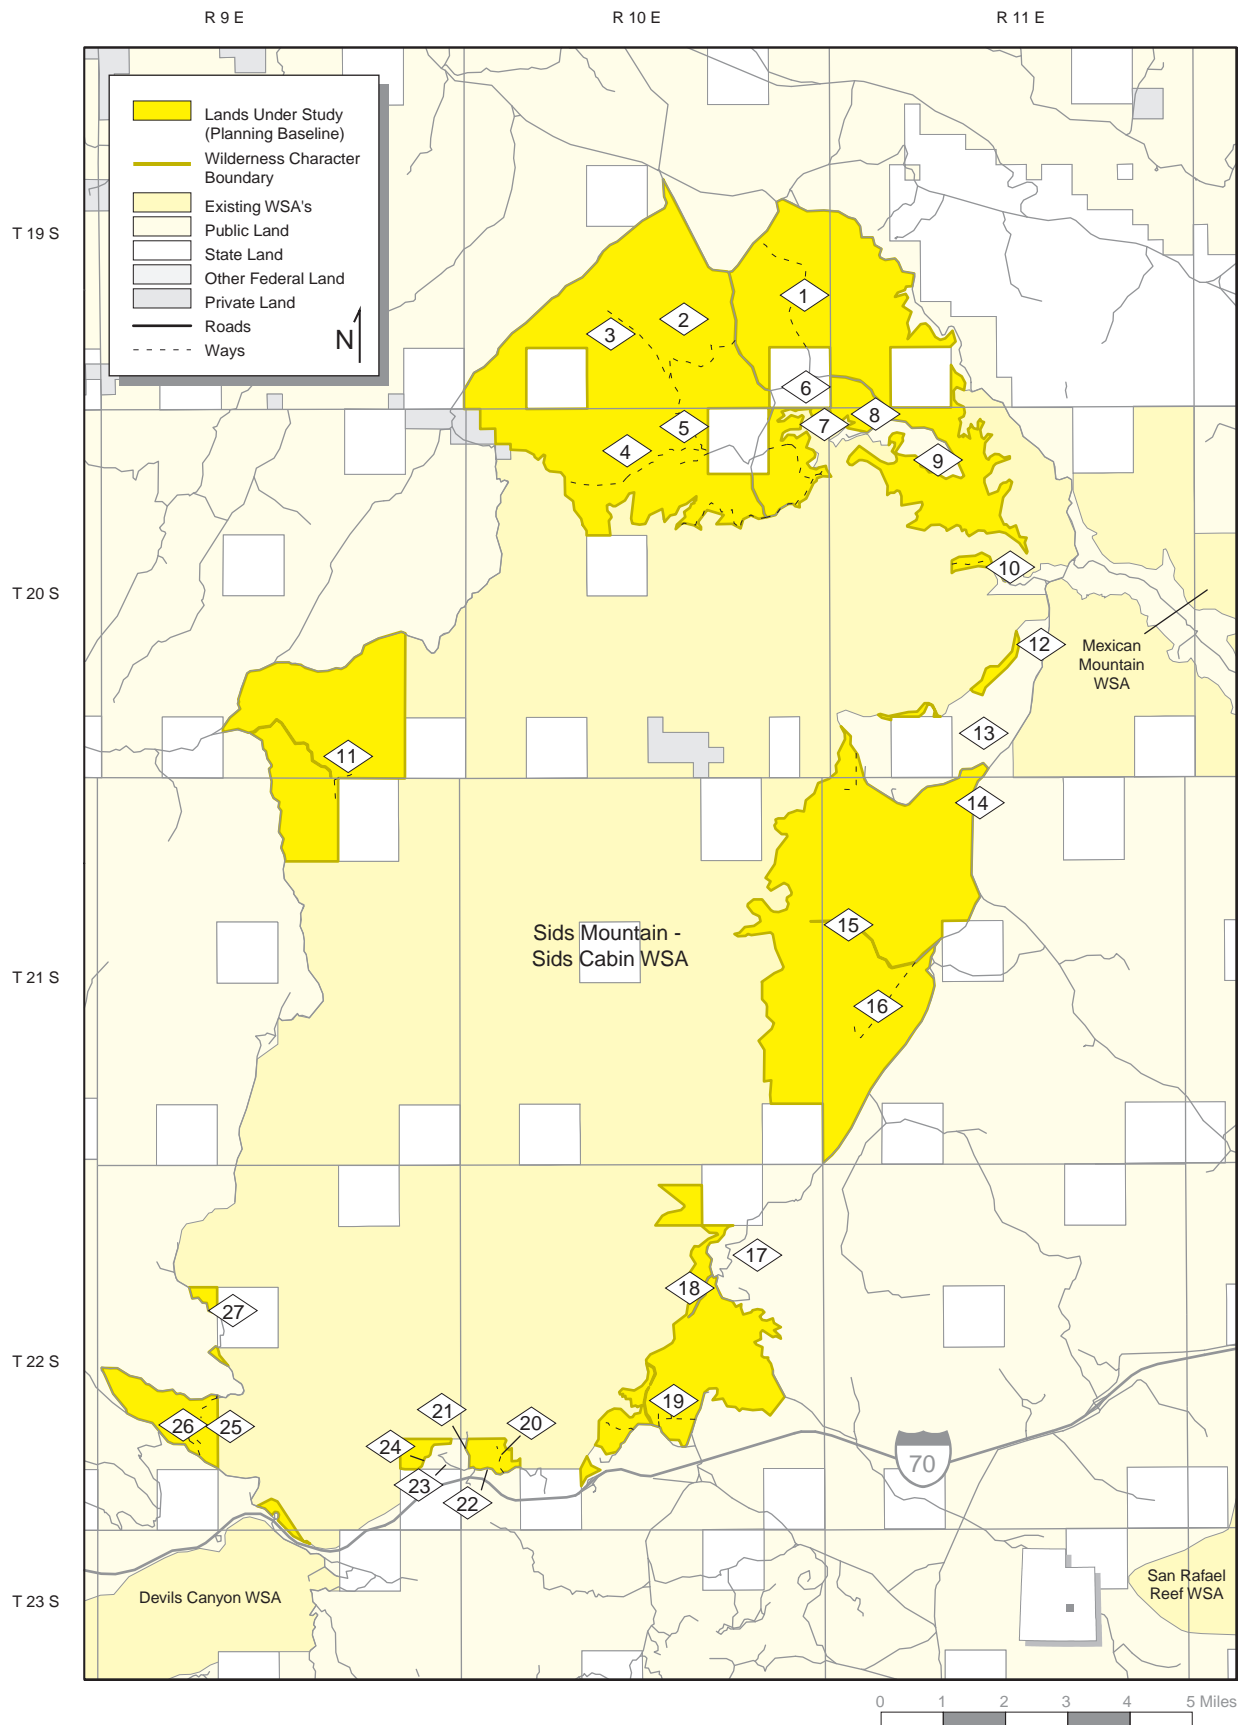 R 9 E
R 10 E
R 11 E
Lands Under Study
(Planning Baseline)
Wilderness Character
Boundary
Existing WSA's
Public Land
State Land
Other Federal Land
Private Land
Roads
Ways
N
T 19 S
1
2
3
6
8
7
5
4
9
10
T 20 S
12
Mexican
Mountain
WSA
13
11
14
15
Sids Mountain -
Sids Cabin WSA
T 21 S
16
17
18
27
T 22 S
19
21
20
26
25
24
23
22
70
San Rafael
Reef WSA
Devils Canyon WSA
T 23 S
0 1 2 3 4 5 Miles